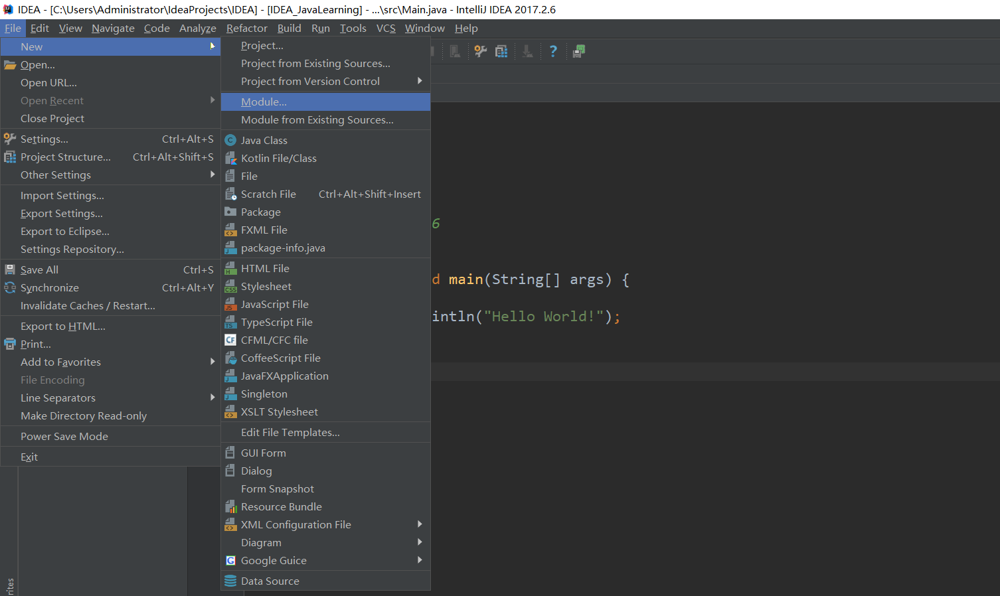 IDEA - [C:\Users\Administrator\IdeaProjects\IDEA] - [IDEA_JavaLearning] - ...\src\Main.java - IntelliJ IDEA 2017.2.6
File Edit View Navigate Code Analyze Refactor Build Run Tools VCS Window Help
New
Open...
Open URL...
Open Recent
Close Project
Settings... Ctrl+Alt+S
Project Structure... Ctrl+Alt+Shift+S
Other Settings
Import Settings...
Export Settings...
Export to Eclipse...
Settings Repository...
Save All Ctrl+S
Synchronize Ctrl+Alt+Y
Invalidate Caches / Restart...
Export to HTML...
Print...
Add to Favorites
File Encoding
Line Separators
Make Directory Read-only
Power Save Mode
Exit
Project...
Project from Existing Sources...
Project from Version Control
Module...
Module from Existing Sources...
Java Class
Kotlin File/Class
File
Scratch File Ctrl+Alt+Shift+Insert
Package
FXML File
package-info.java
HTML File
Stylesheet
JavaScript File
TypeScript File
CFML/CFC file
CoffeeScript File
JavaFXApplication
Singleton
XSLT Stylesheet
Edit File Templates...
GUI Form
Dialog
Form Snapshot
Resource Bundle
XML Configuration File
Diagram
Google Guice
Data Source
6
d main(String[] args) {
intln("Hello World!");
rites